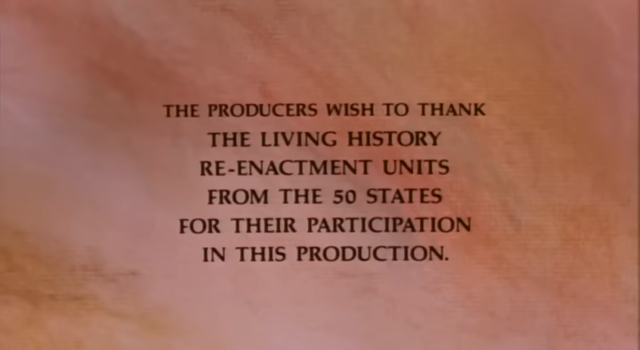 THE PRODUCERS WISH TO THANK
THE LIVING HISTORY
RE-ENACTMENT UNITS
FROM THE 50 STATES
FOR THEIR PARTICIPATION
IN THIS PRODUCTION.